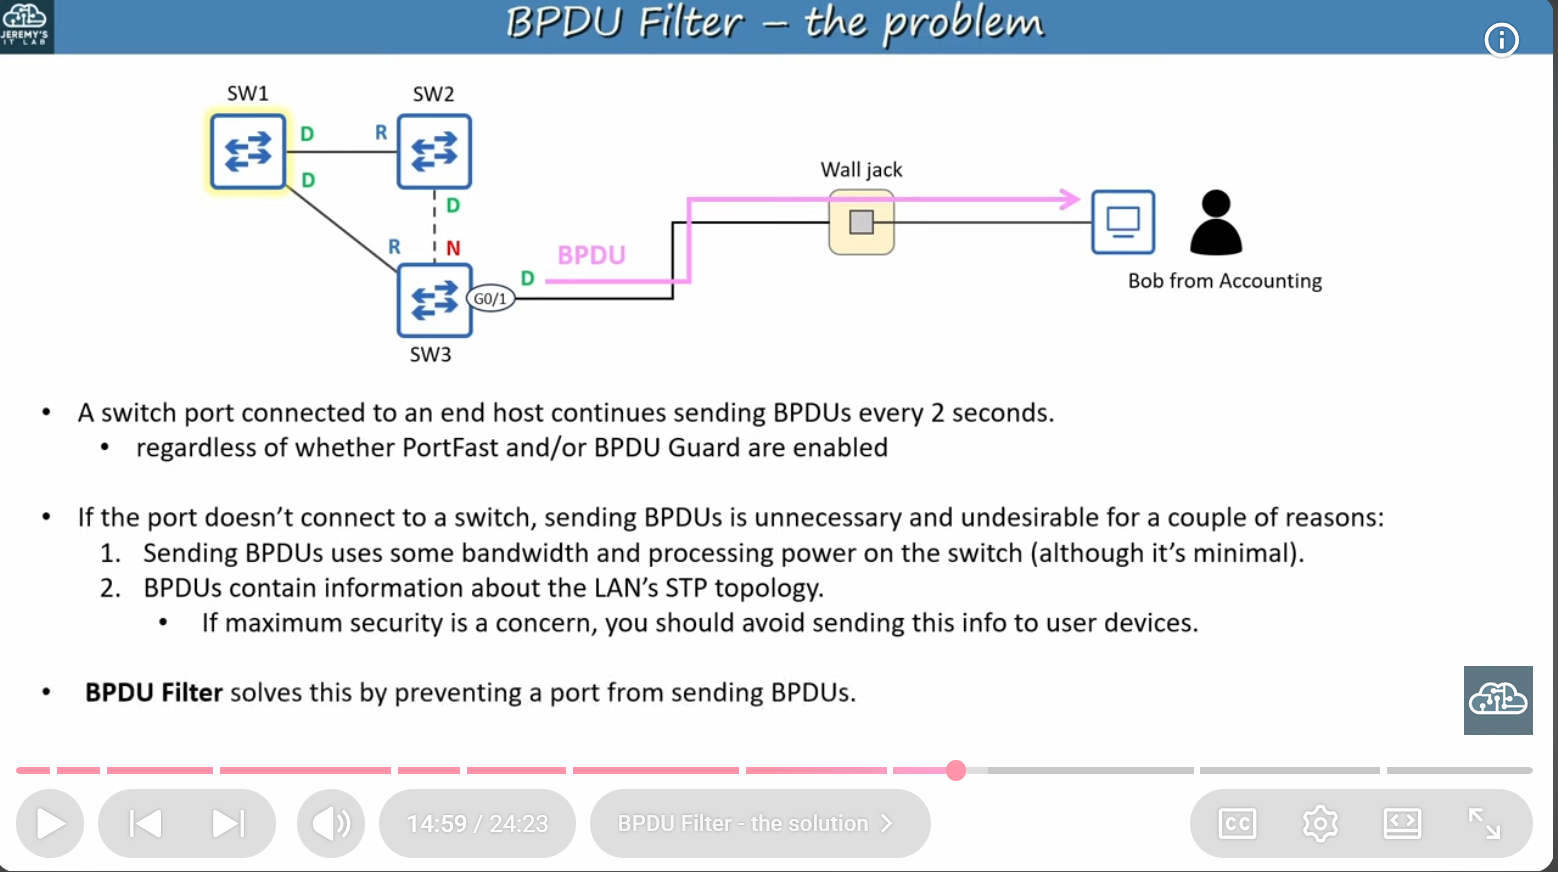 JEREMY'S
IT LAB
BPDU Filter – the problem
SW1
SW2
D
R
D
D
R
N
SW3
G0/1
D
BPDU
Wall jack
Bob from Accounting
• A switch port connected to an end host continues sending BPDUs every 2 seconds.
• regardless of whether PortFast and/or BPDU Guard are enabled
• If the port doesn't connect to a switch, sending BPDUs is unnecessary and undesirable for a couple of reasons:
1. Sending BPDUs uses some bandwidth and processing power on the switch (although it's minimal).
2. BPDUs contain information about the LAN's STP topology.
• If maximum security is a concern, you should avoid sending this info to user devices.
• BPDU Filter solves this by preventing a port from sending BPDUs.
14:59 / 24:23
BPDU Filter - the solution
CC